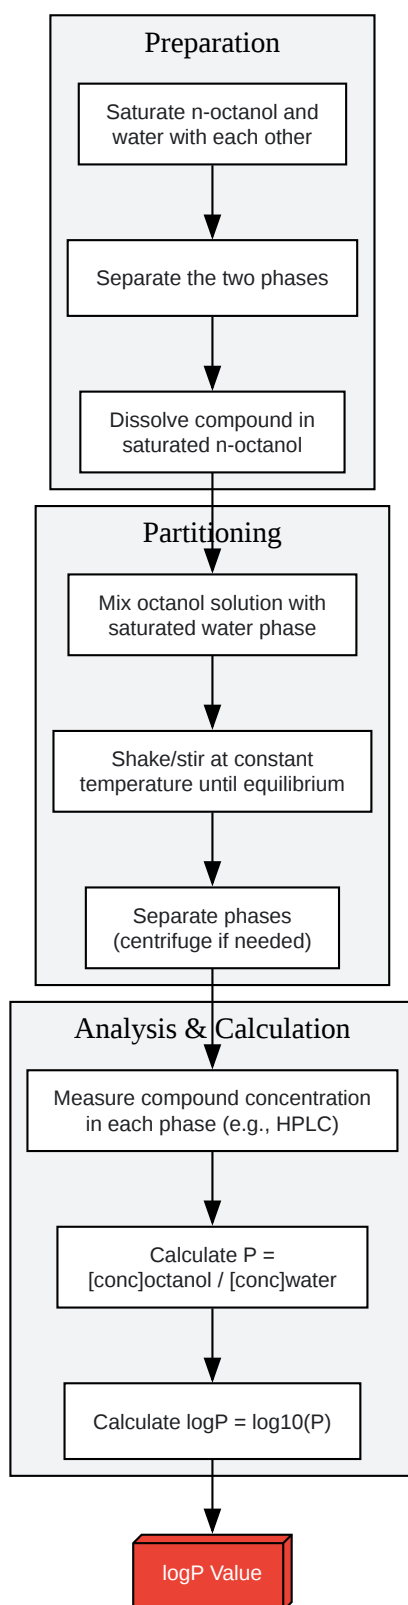 Preparation
Saturate n-octanol and
water with each other
Separate the two phases
Dissolve compound in
saturated n-octanol
Partitioning
Mix octanol solution with
saturated water phase
Shake/stir at constant
temperature until equilibrium
Separate phases
(centrifuge if needed)
Analysis & Calculation
Measure compound concentration
in each phase (e.g., HPLC)
Calculate P =
[conc]octanol / [conc]water
Calculate logP = log10(P)
logP Value